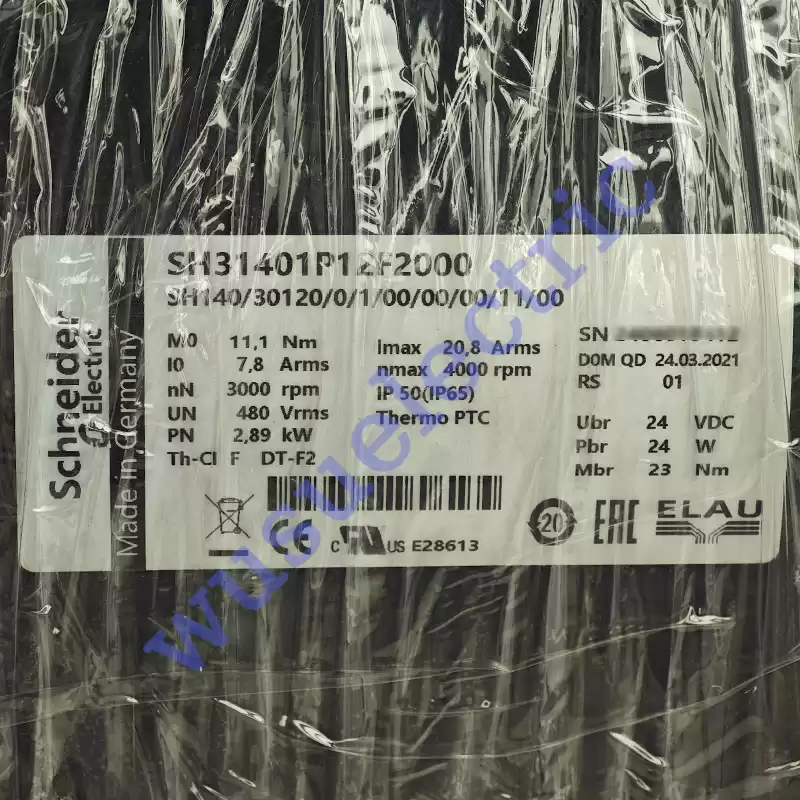 Schneider
Electric
Made in Germany
SH31401P12F2000
SH140/30120/0/1/00/00/00/11/00
M0 11,1 Nm
I0 7,8 Arms
nN 3000 rpm
UN 480 Vrms
PN 2,89 kW
Th-Cl F DT-F2
Imax 20,8 Arms
nmax 4000 rpm
IP 50(IP65)
Thermo PTC
SN
DOM QD 24.03.2021
RS 01
Ubr 24 VDC
Pbr 24 W
Mbr 23 Nm
CE
c UR US E28613
20
EAC
ELAU
wusuelectric